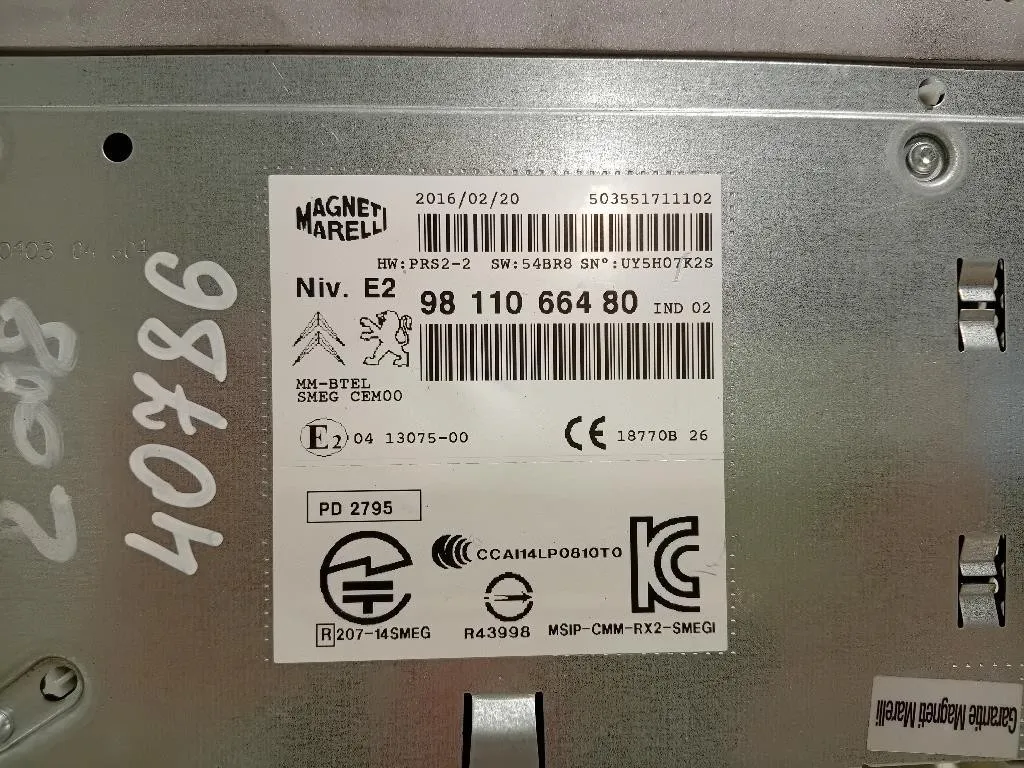 MAGNETI
MARELLI
2016/02/20 503551711102
HW:PRS2-2 SW:54BR8 SN°:UY5H07K2S
Niv. E2
98 110 664 80 IND 02
MM-BTEL
SMEG CEM00
E2 04 13075-00
CE 18770B 26
PD 2795
CCAI14LP0810T0
R 207-14SMEG
R43998
MSIP-CMM-RX2-SMEGI
40786
2008
Garantie Magneti Marelli